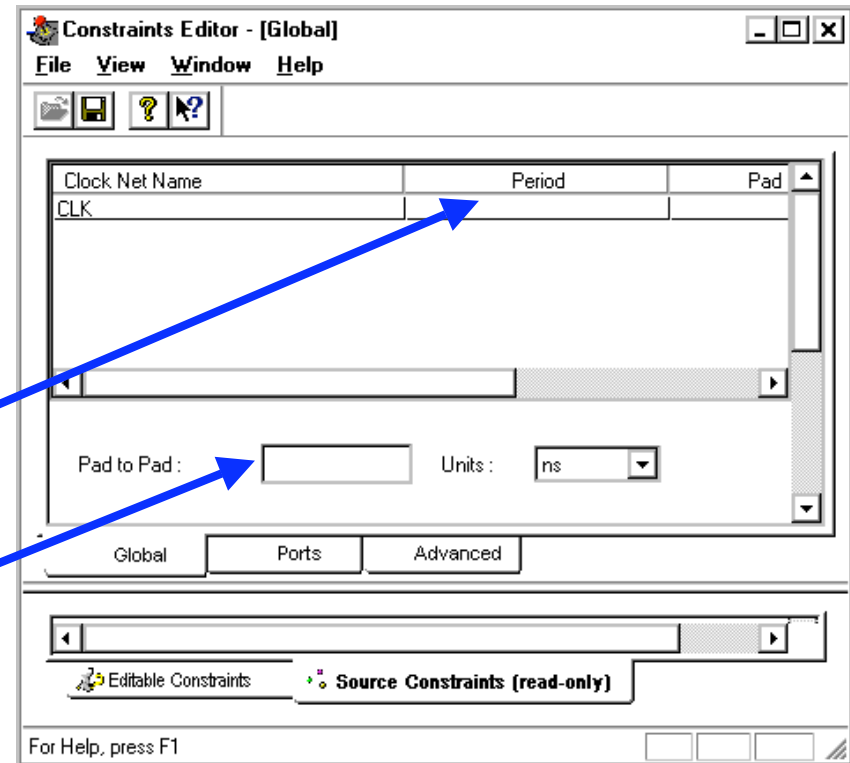 Constraints Editor - [Global]
File View Window Help
Clock Net Name Period Pad
CLK
Pad to Pad : Units : ns
Global Ports Advanced
Editable Constraints Source Constraints (read-only)
For Help, press F1